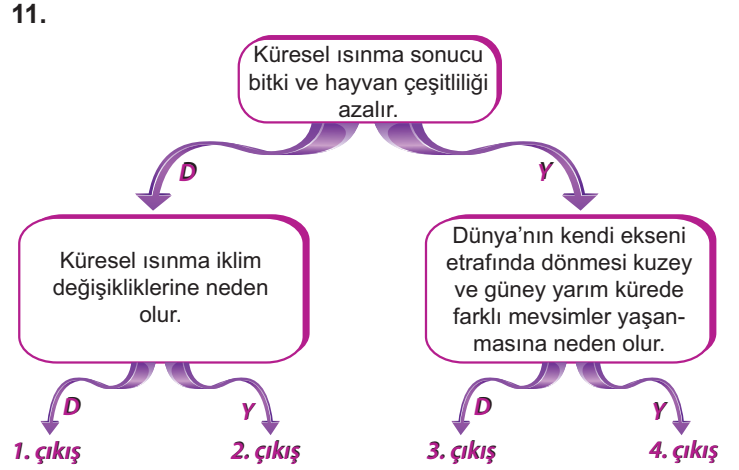 11.
Küresel ısınma sonucu
bitki ve hayvan çeşitliliği
azalır.
D
Y
Küresel ısınma iklim
değişikliklerine neden
olur.
Dünya'nın kendi ekseni
etrafında dönmesi kuzey
ve güney yarım kürede
farklı mevsimler yaşan-
masına neden olur.
D
Y
D
Y
1. çıkış
2. çıkış
3. çıkış
4. çıkış